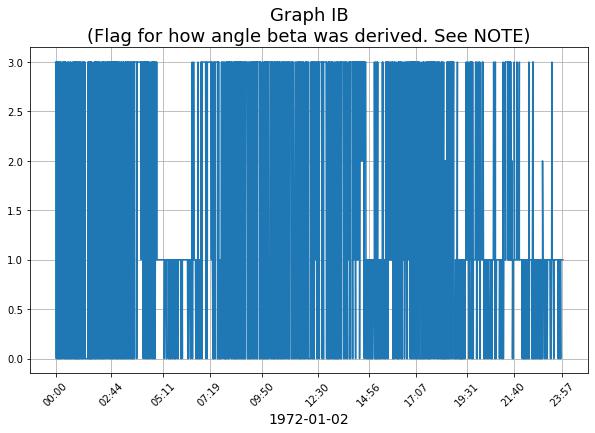 Graph IB
(Flag for how angle beta was derived. See NOTE)
3.0
2.5
2.0
1.5
1.0
0.5
0.0
00:00 02:44 05:11 07:19 09:50 12:30 14:56 17:07 19:31 21:40 23:57
1972-01-02